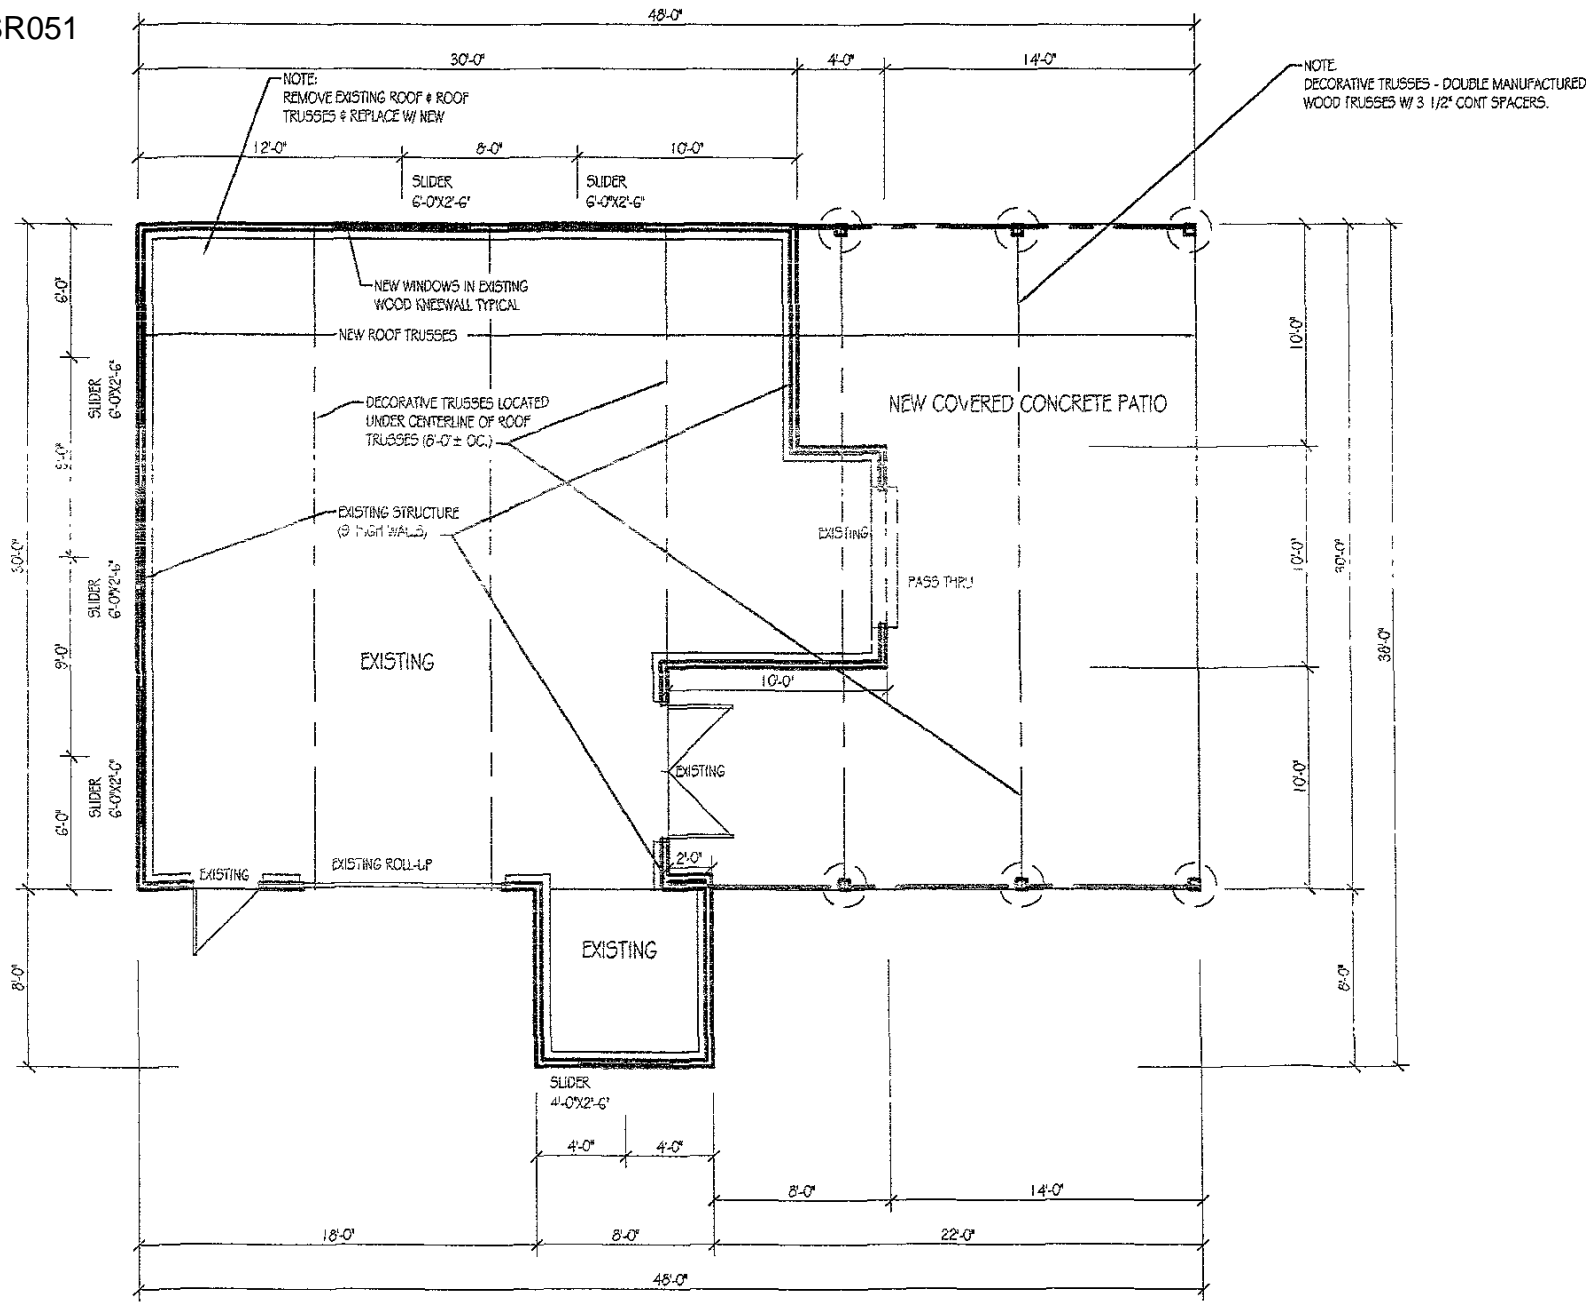 SR051
48'-0"
30'-0"
4'-0"
14'-0"
NOTE:
REMOVE EXISTING ROOF & ROOF
TRUSSES & REPLACE W/ NEW
NOTE
DECORATIVE TRUSSES - DOUBLE MANUFACTURED
WOOD TRUSSES W/ 3 1/2" CONT SPACERS.
12'-0"
8'-0"
10'-0"
SLIDER
6'-0"X2'-6"
SLIDER
6'-0"X2'-6"
NEW WINDOWS IN EXISTING
WOOD KNEEWALL TYPICAL
NEW ROOF TRUSSES
DECORATIVE TRUSSES LOCATED
UNDER CENTERLINE OF ROOF
TRUSSES (8'-0" ± OC.)
NEW COVERED CONCRETE PATIO
EXISTING STRUCTURE
(9' HIGH WALLS)
EXISTING
PASS THRU
EXISTING
10'-0"
EXISTING
2'-0"
EXISTING
EXISTING ROLL-UP
EXISTING
6'-0"
SLIDER
6'-0"X2'-6"
9'-0"
SLIDER
6'-0"X2'-6"
9'-0"
SLIDER
6'-0"X2'-6"
6'-0"
30'-0"
8'-0"
10'-0"
10'-0"
10'-0"
30'-0"
8'-0"
38'-0"
SLIDER
4'-0"X2'-6"
4'-0"
4'-0"
8'-0"
14'-0"
18'-0"
8'-0"
22'-0"
48'-0"